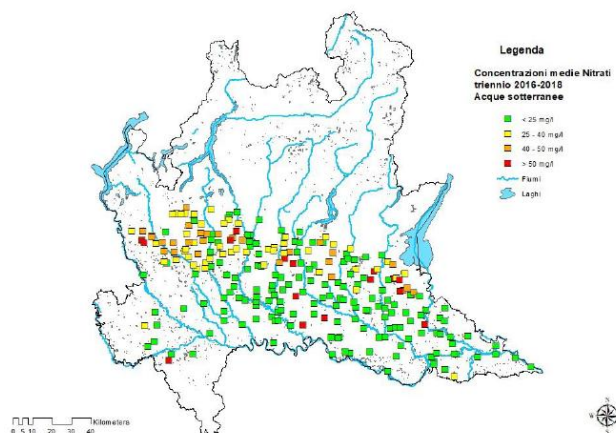 Legenda
Concentrazioni medie Nitrati
triennio 2016-2018
Acque sotterranee
< 25 mg/l
25 - 40 mg/l
40 - 50 mg/l
> 50 mg/l
Fiumi
Laghi
0 5 10 20 30 40
Kilometers
N
W
E
S